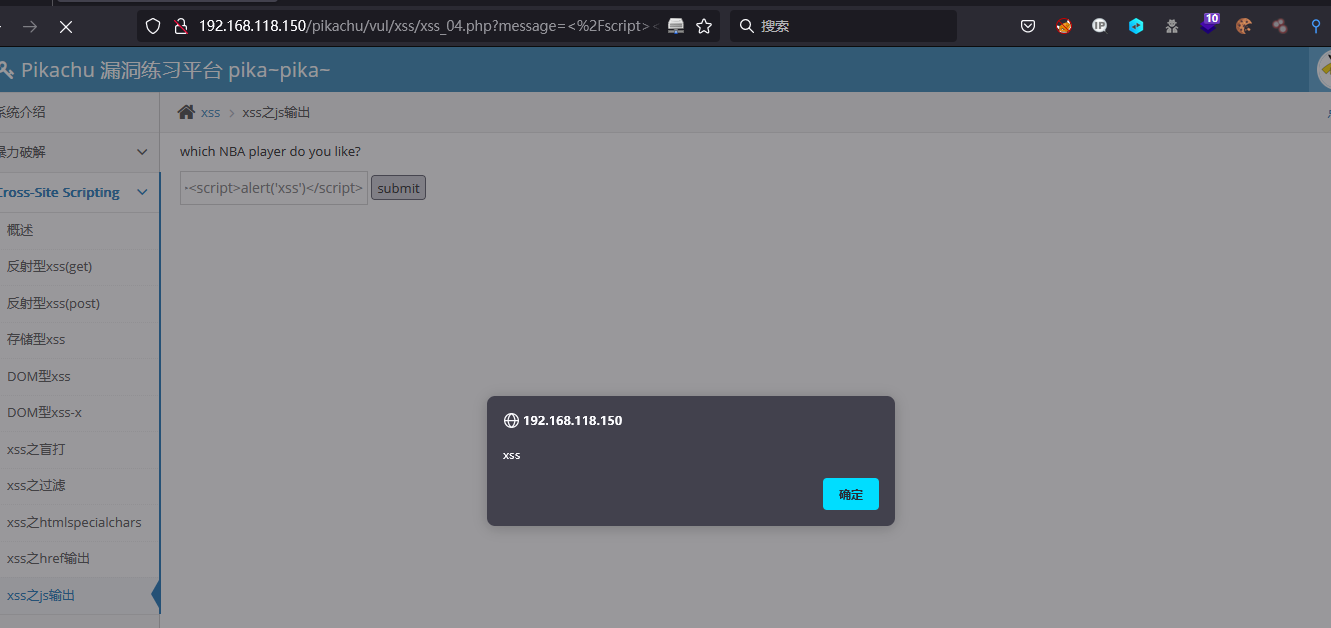 192.168.118.150/pikachu/vul/xss/xss_04.php?message=<%2Fscript>
搜索
10
Pikachu 漏洞练习平台 pika~pika~
系统介绍
xss > xss之js输出
暴力破解
which NBA player do you like?
Cross-Site Scripting
<script>alert('xss')</script>
submit
概述
反射型xss(get)
反射型xss(post)
存储型xss
DOM型xss
DOM型xss-x
192.168.118.150
xss之盲打
xss
xss之过滤
确定
xss之htmlspecialchars
xss之href输出
xss之js输出